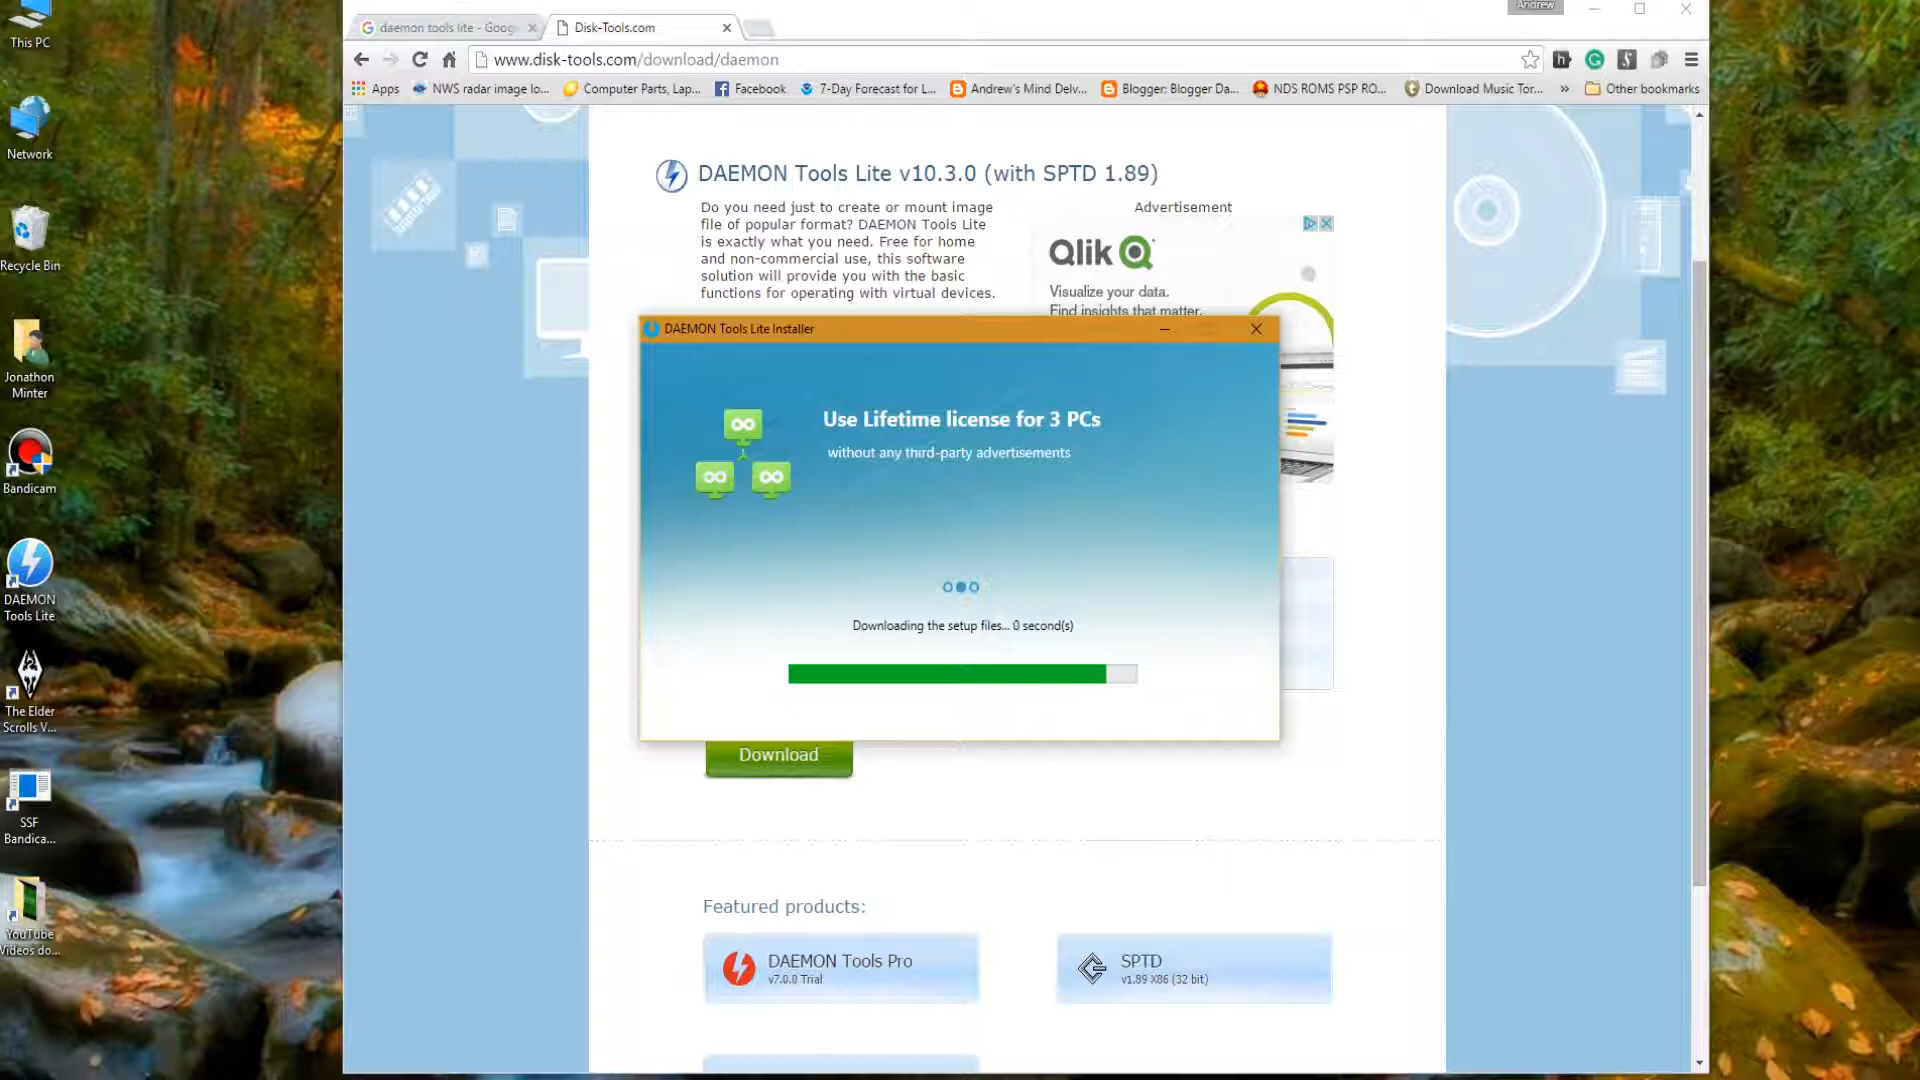 This PC
Network
Recycle Bin
Jonathon
Minter
Bandicam
DAEMON
Tools Lite
The Elder
Scrolls V...
SSF
Bandica...
YouTube
Videos do...
Andrew
daemon tools lite - Goog
Disk-Tools.com
www.disk-tools.com/download/daemon
Apps
NWS radar image lo...
Computer Parts, Lap...
Facebook
7-Day Forecast for L...
Andrew's Mind Delv...
Blogger: Blogger Da...
NDS ROMS PSP RO...
Download Music Tor...
»
Other bookmarks
DAEMON Tools Lite v10.3.0 (with SPTD 1.89)
Do you need just to create or mount image
file of popular format? DAEMON Tools Lite
is exactly what you need. Free for home
and non-commercial use, this software
solution will provide you with the basic
functions for operating with virtual devices.
Advertisement
Qlik
Visualize your data.
Find insights that matter.
DAEMON Tools Lite Installer
Use Lifetime license for 3 PCs
without any third-party advertisements
Downloading the setup files... 0 second(s)
Download
Featured products:
DAEMON Tools Pro
v7.0.0 Trial
SPTD
v1.89 X86 (32 bit)